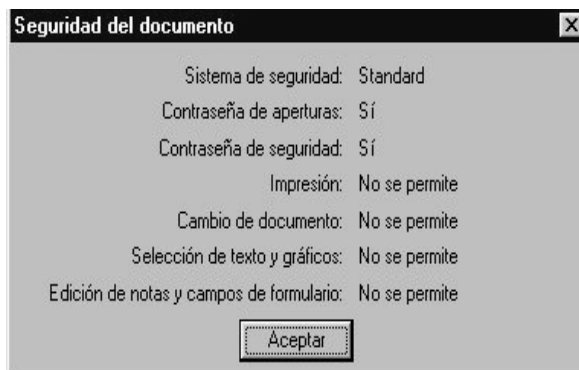 Seguridad del documento
Sistema de seguridad: Standard
Contraseña de aperturas: Sí
Contraseña de seguridad: Sí
Impresión: No se permite
Cambio de documento: No se permite
Selección de texto y gráficos: No se permite
Edición de notas y campos de formulario: No se permite
Aceptar